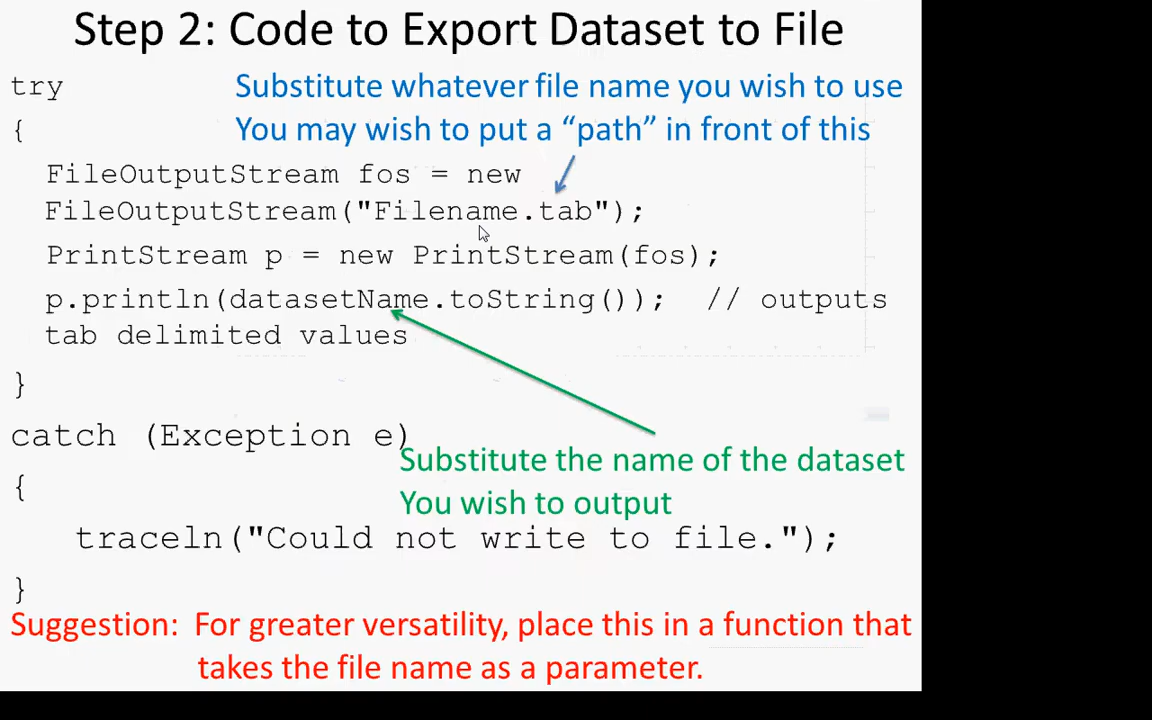 Step 2: Code to Export Dataset to File
try
Substitute whatever file name you wish to use
{
You may wish to put a “path” in front of this
FileOutputStream fos = new
FileOutputStream("Filename.tab");
PrintStream p = new PrintStream(fos);
p.println(datasetName.toString()); // outputs
tab delimited values
}
catch (Exception e)
Substitute the name of the dataset
{
You wish to output
traceln("Could not write to file.");
}
Suggestion: For greater versatility, place this in a function that
takes the file name as a parameter.